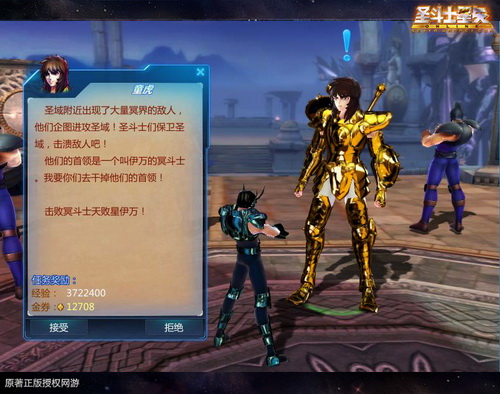 圣斗士星矢
ONLINE
童虎
圣域附近出现了大量冥界的敌人，
他们企图进攻圣域！圣斗士们保卫圣
域，击溃敌人吧！
他们的首领是一个叫伊万的冥斗士
。我要你们去干掉他们的首领！
击败冥斗士天败星伊万！
任务奖励：
经验： 3722400
金券： 12708
接受 拒绝
原著正版授权网游